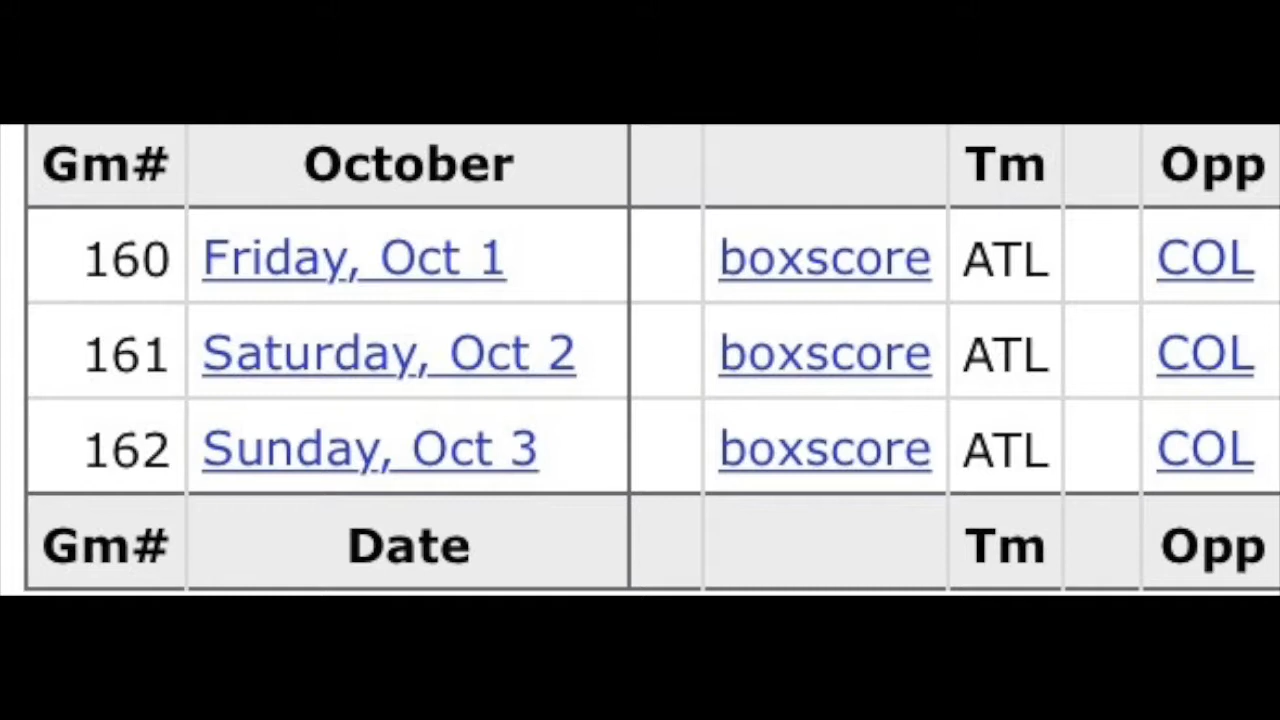 Gm# October Tm Opp
160 Friday, Oct 1 boxscore ATL COL
161 Saturday, Oct 2 boxscore ATL COL
162 Sunday, Oct 3 boxscore ATL COL
Gm# Date Tm Opp